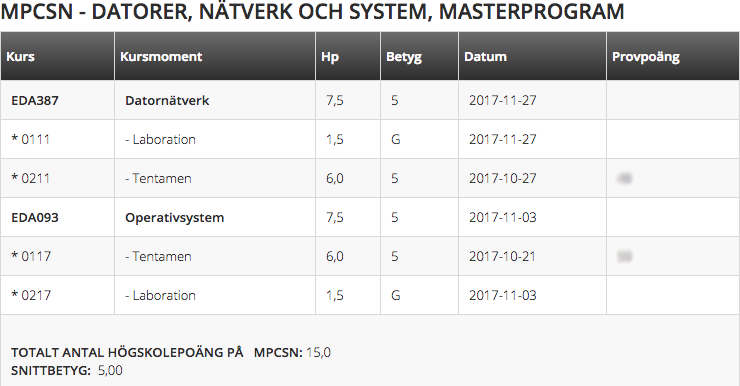 MPCSN - DATORER, NÄTVERK OCH SYSTEM, MASTERPROGRAM
Kurs Kursmoment Hp Betyg Datum Provpoäng
EDA387 Datornätverk 7,5 5 2017-11-27
* 0111 - Laboration 1,5 G 2017-11-27
* 0211 - Tentamen 6,0 5 2017-10-27
EDA093 Operativsystem 7,5 5 2017-11-03
* 0117 - Tentamen 6,0 5 2017-10-21
* 0217 - Laboration 1,5 G 2017-11-03
TOTALT ANTAL HÖGSKOLEPOÄNG PÅ MPCSN: 15,0
SNITTBETYG: 5,00